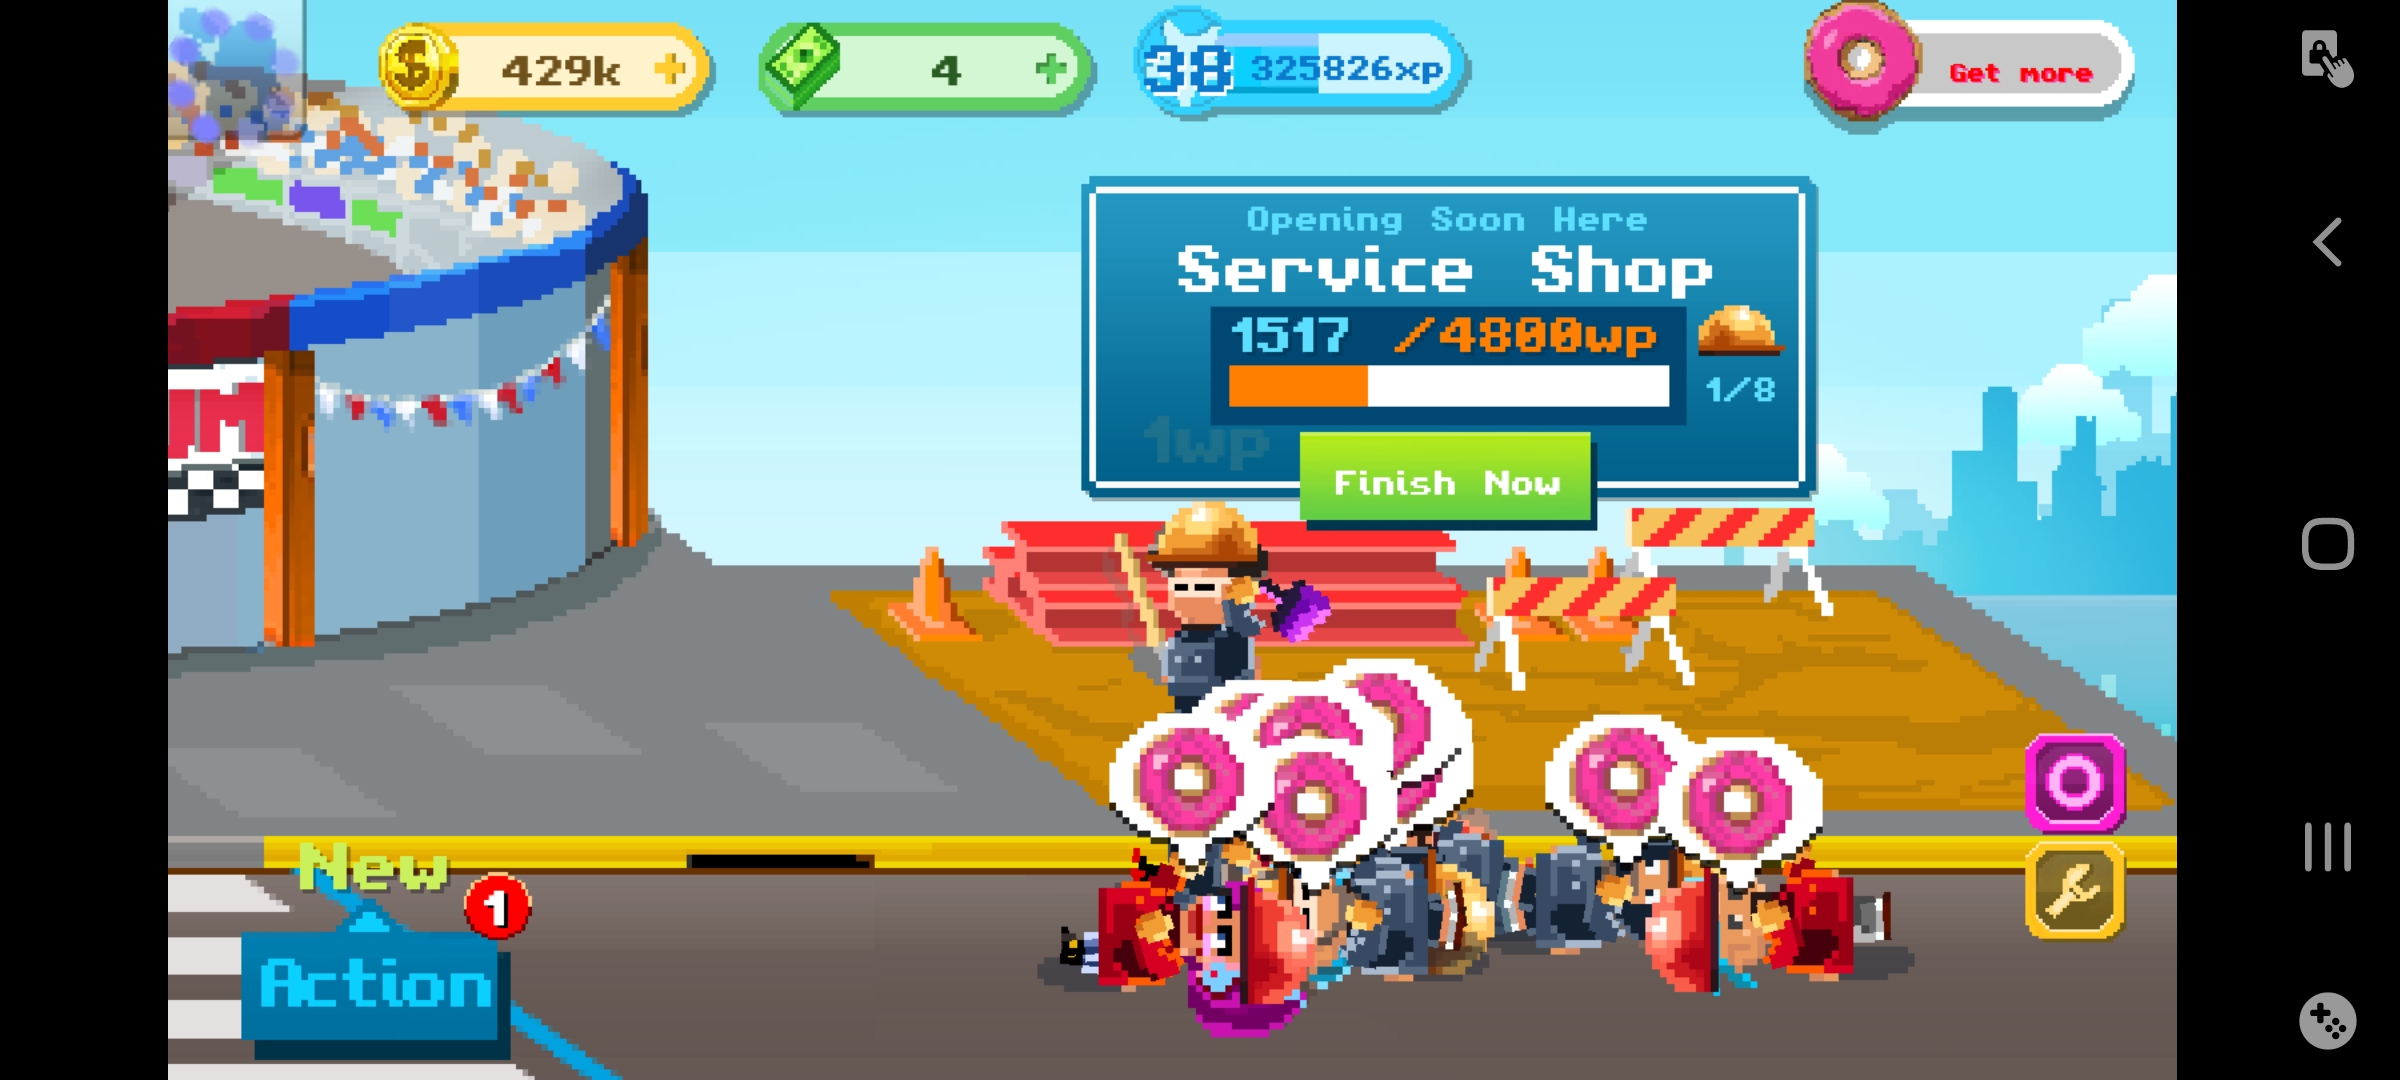 429k
4
38 325826xp
Get more
Opening Soon Here
Service Shop
1517 /4800wp
1/8
1wp
Finish Now
New
1
Action